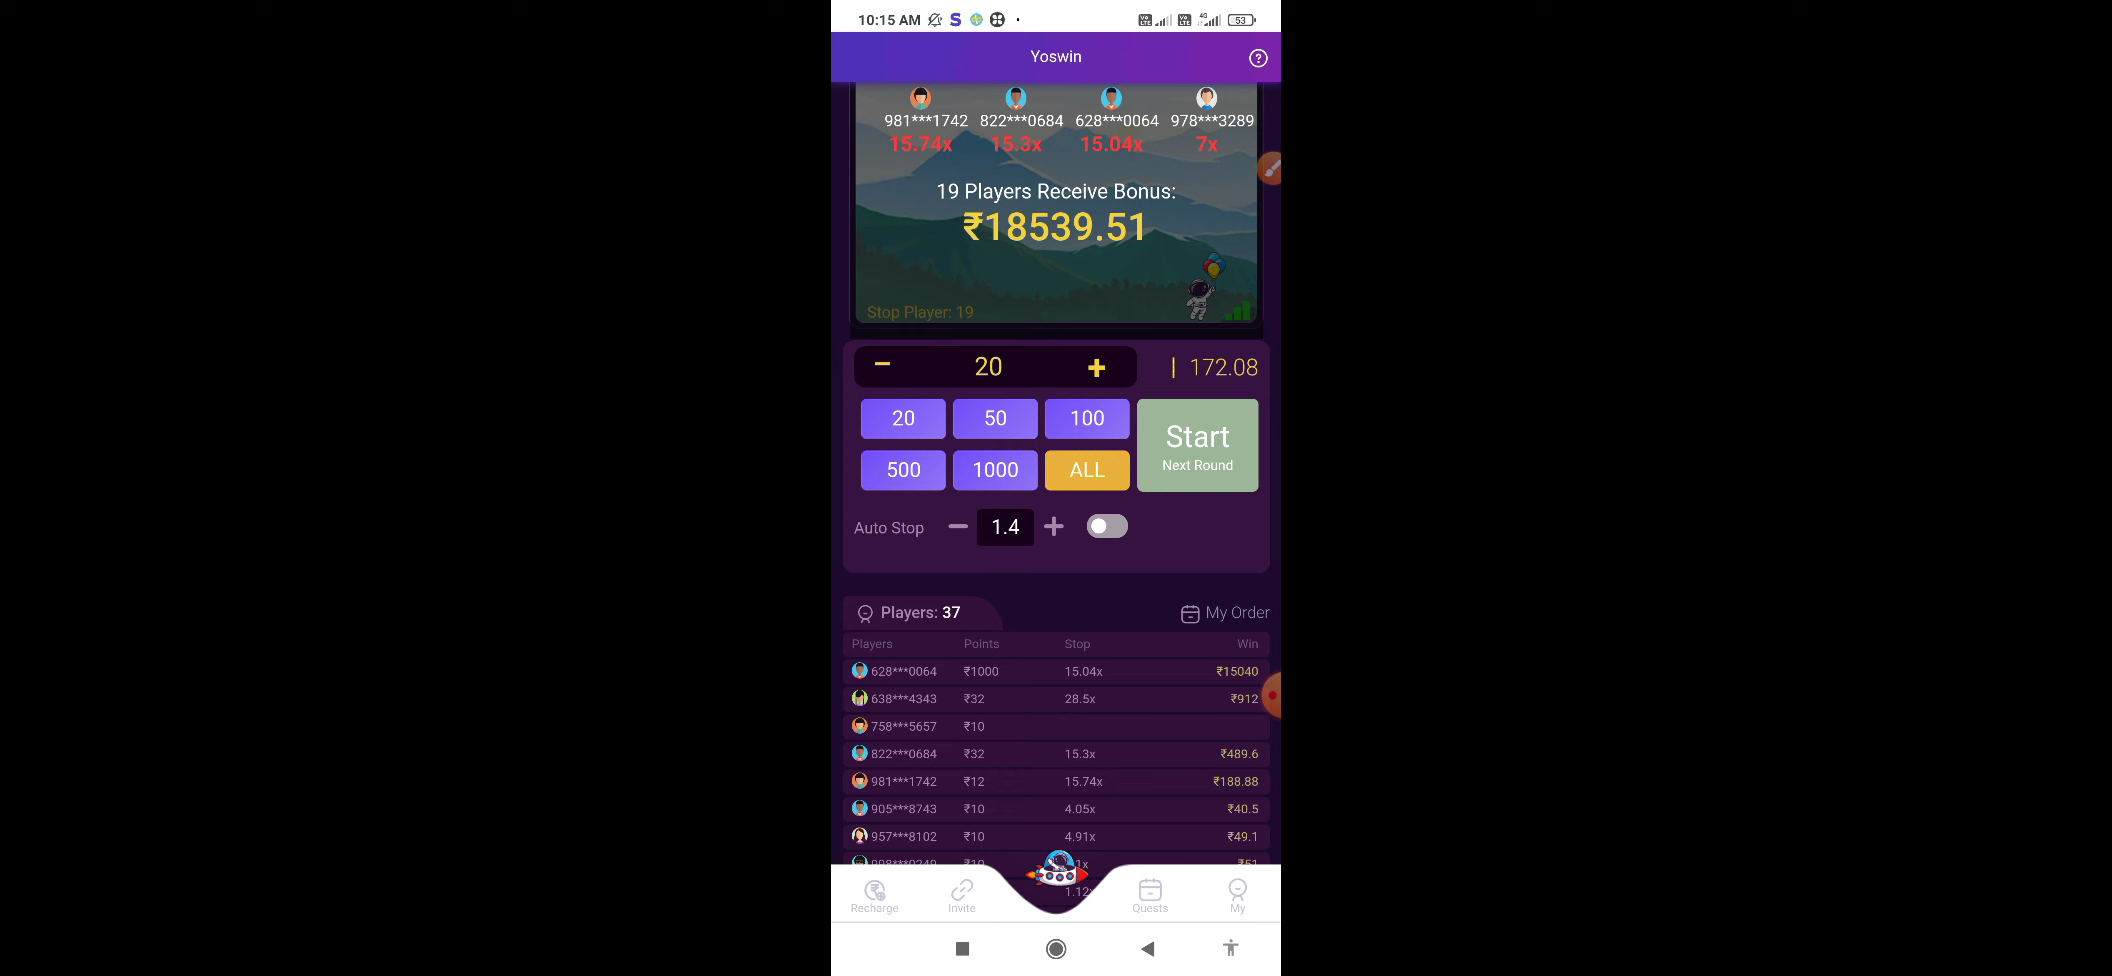 10:15 AM
53
Yoswin
981***1742 822***0684 628***0064 978***3289
15.74x 15.3x 15.04x 7x
19 Players Receive Bonus:
₹18539.51
Stop Player: 19
− 20 + | 172.08
20 50 100
Start
Next Round
500 1000 ALL
Auto Stop − 1.4 +
Players: 37 My Order
Players Points Stop Win
628***0064 ₹1000 15.04x ₹15040
638***4343 ₹32 28.5x ₹912
758***5657 ₹10
822***0684 ₹32 15.3x ₹489.6
981***1742 ₹12 15.74x ₹188.88
905***8743 ₹10 4.05x ₹40.5
957***8102 ₹10 4.91x ₹49.1
1.12
Recharge Invite Quests My